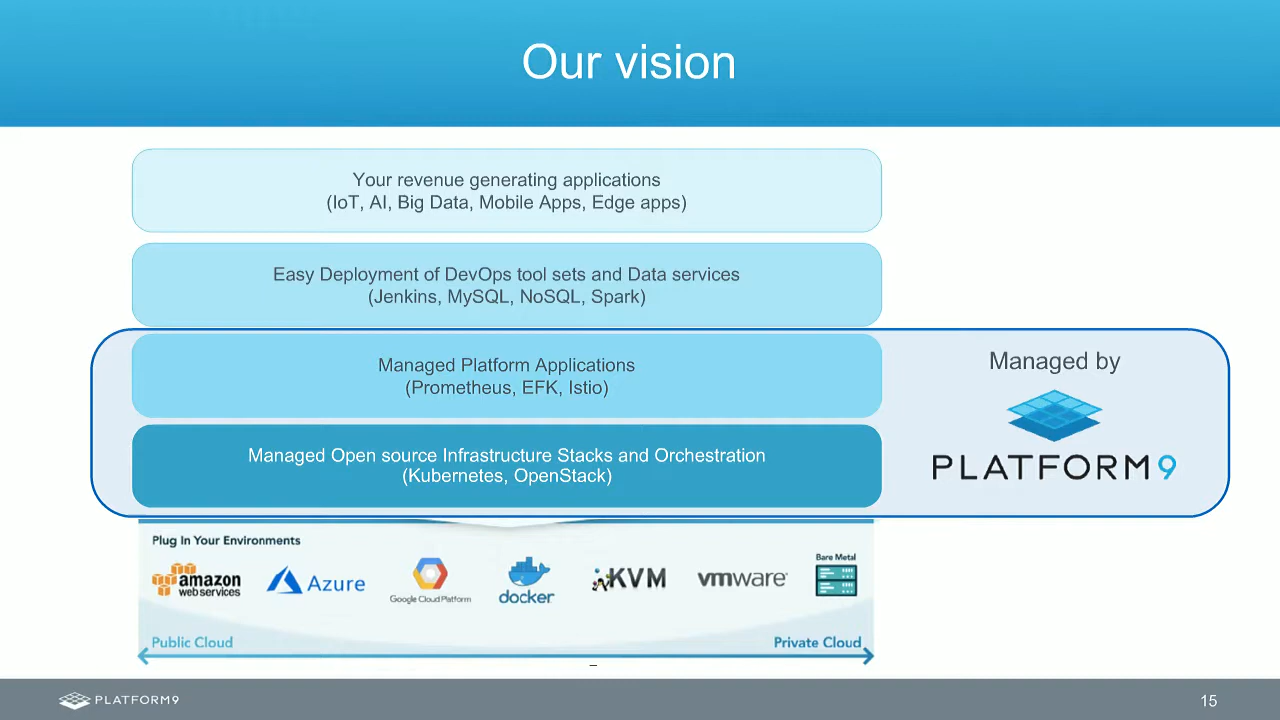 Our vision
Your revenue generating applications
(IoT, AI, Big Data, Mobile Apps, Edge apps)
Easy Deployment of DevOps tool sets and Data services
(Jenkins, MySQL, NoSQL, Spark)
Managed Platform Applications
(Prometheus, EFK, Istio)
Managed Open source Infrastructure Stacks and Orchestration
(Kubernetes, OpenStack)
Managed by
PLATFORM9
Plug In Your Environments
amazon
web services
Azure
Google Cloud Platform
docker
KVM
vmware
Bare Metal
Public Cloud
Private Cloud
PLATFORM9
15